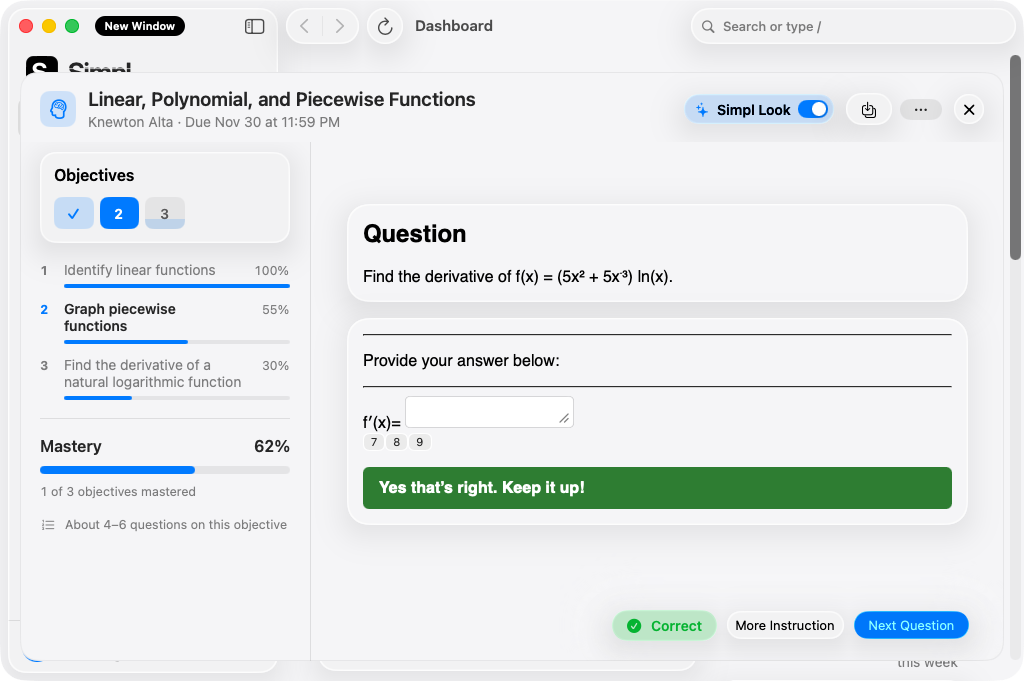 New Window
Dashboard
Search or type /
Simpl
Linear, Polynomial, and Piecewise Functions
Knewton Alta · Due Nov 30 at 11:59 PM
Simpl Look
Objectives
2
3
1 Identify linear functions 100%
2 Graph piecewise functions 55%
3 Find the derivative of a natural logarithmic function 30%
Mastery 62%
1 of 3 objectives mastered
About 4–6 questions on this objective
Question
Find the derivative of f(x) = (5x² + 5x⁻³) ln(x).
Provide your answer below:
f′(x)=
7 8 9
Yes that's right. Keep it up!
Correct
More Instruction
Next Question
this week